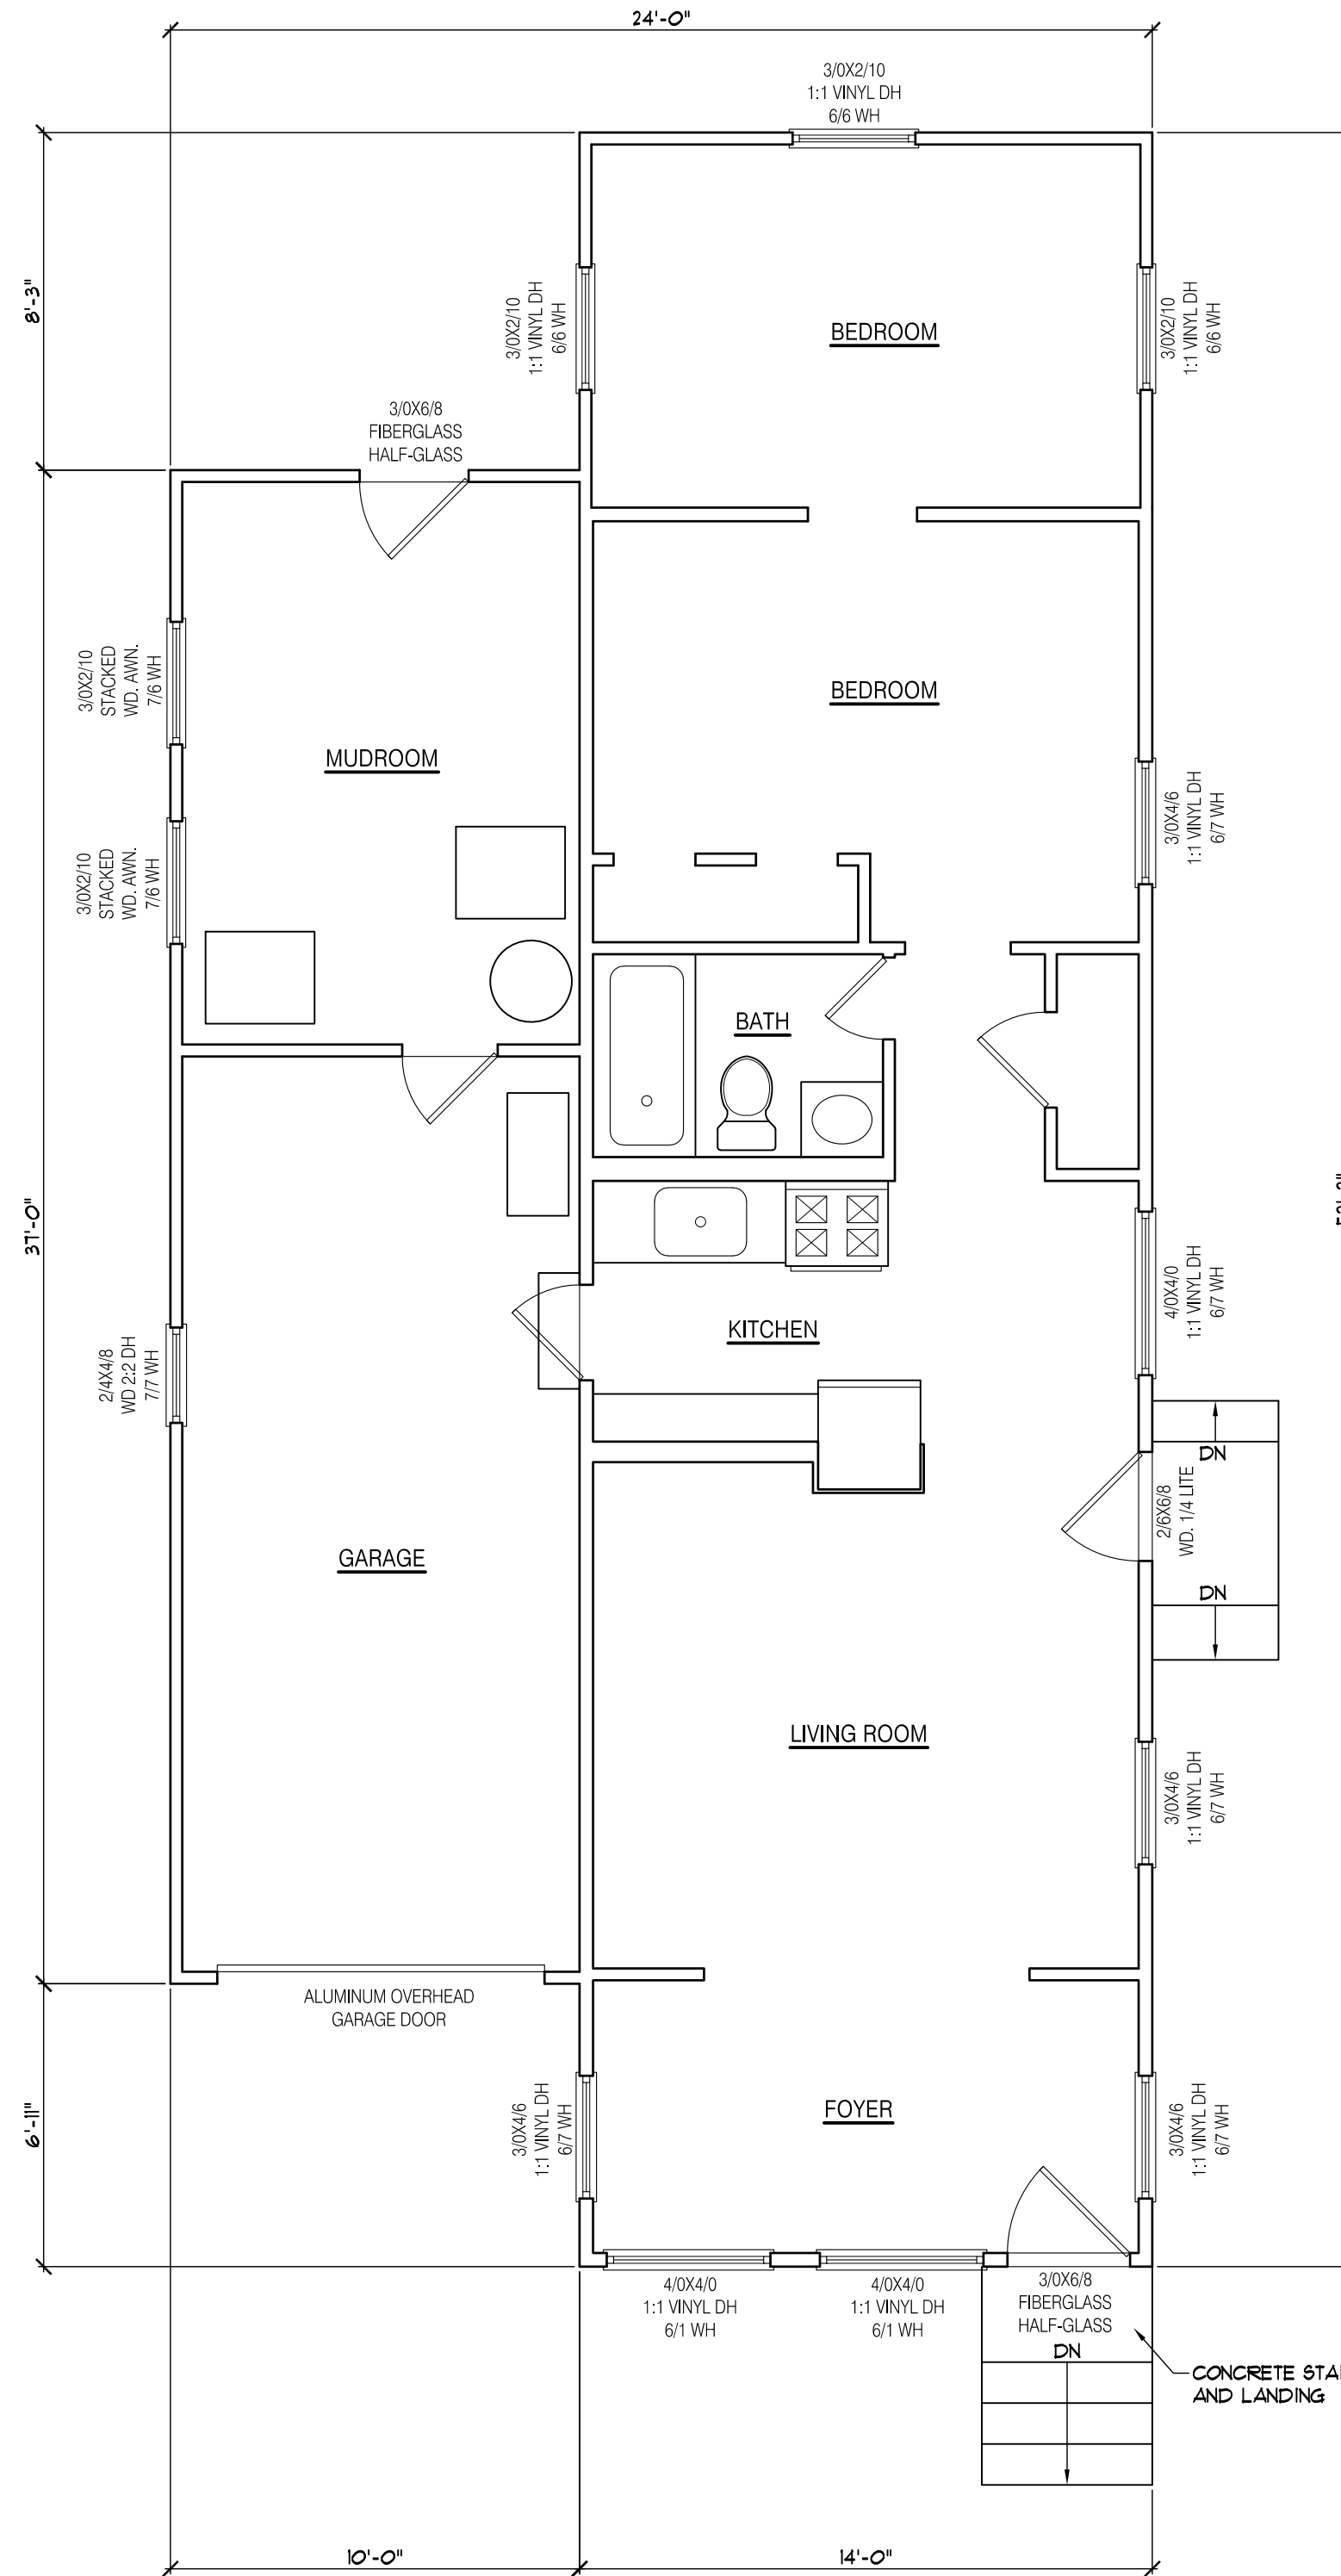 24'-0"
3/0X2/10
1:1 VINYL DH
6/6 WH
8'-3"
3/0X2/10
1:1 VINYL DH
6/6 WH
BEDROOM
3/0X2/10
1:1 VINYL DH
6/6 WH
3/0X6/8
FIBERGLASS
HALF-GLASS
3/0X2/10
STACKED
WD. AWN.
7/6 WH
BEDROOM
MUDROOM
3/0X4/6
1:1 VINYL DH
6/7 WH
3/0X2/10
STACKED
WD. AWN.
7/6 WH
BATH
37'-0"
4/0X4/0
1:1 VINYL DH
6/7 WH
KITCHEN
2/4X4/8
WD 2:2 DH
7/7 WH
DN
2/6X6/8
WD. 1/4 LITE
GARAGE
DN
LIVING ROOM
3/0X4/6
1:1 VINYL DH
6/7 WH
ALUMINUM OVERHEAD
GARAGE DOOR
6'-11"
3/0X4/6
1:1 VINYL DH
6/7 WH
FOYER
3/0X4/6
1:1 VINYL DH
6/7 WH
4/0X4/0
1:1 VINYL DH
6/1 WH
4/0X4/0
1:1 VINYL DH
6/1 WH
3/0X6/8
FIBERGLASS
HALF-GLASS
DN
CONCRETE
AND LANDING
10'-0"
14'-0"